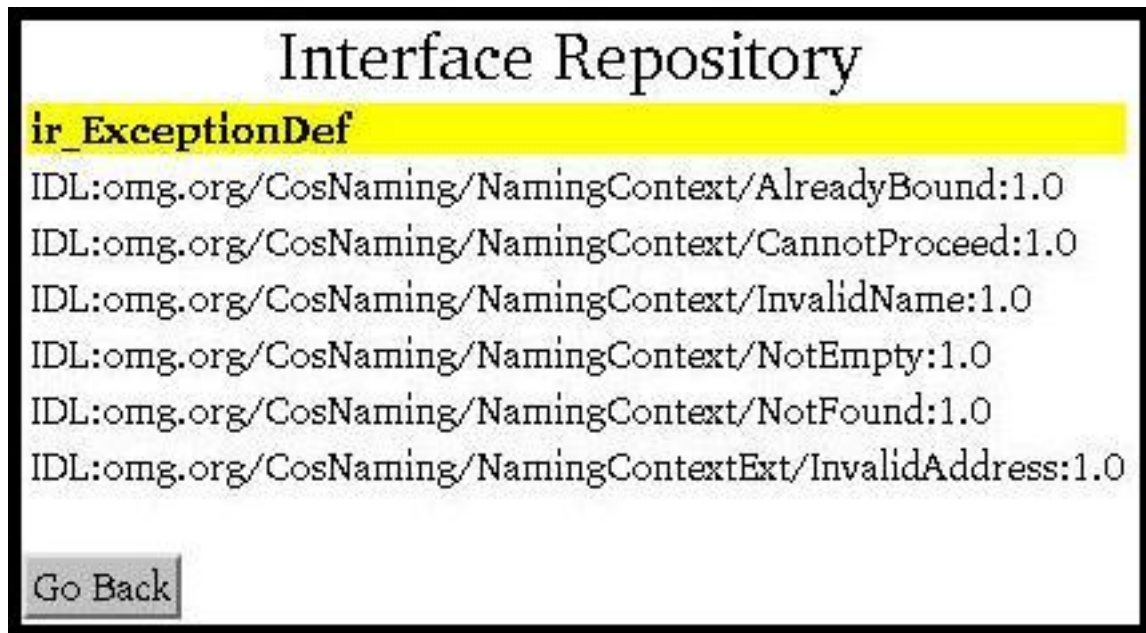 Interface Repository
ir_ExceptionDef
IDL:omg.org/CosNaming/NamingContext/AlreadyBound:1.0
IDL:omg.org/CosNaming/NamingContext/CannotProceed:1.0
IDL:omg.org/CosNaming/NamingContext/InvalidName:1.0
IDL:omg.org/CosNaming/NamingContext/NotEmpty:1.0
IDL:omg.org/CosNaming/NamingContext/NotFound:1.0
IDL:omg.org/CosNaming/NamingContextExt/InvalidAddress:1.0
Go Back